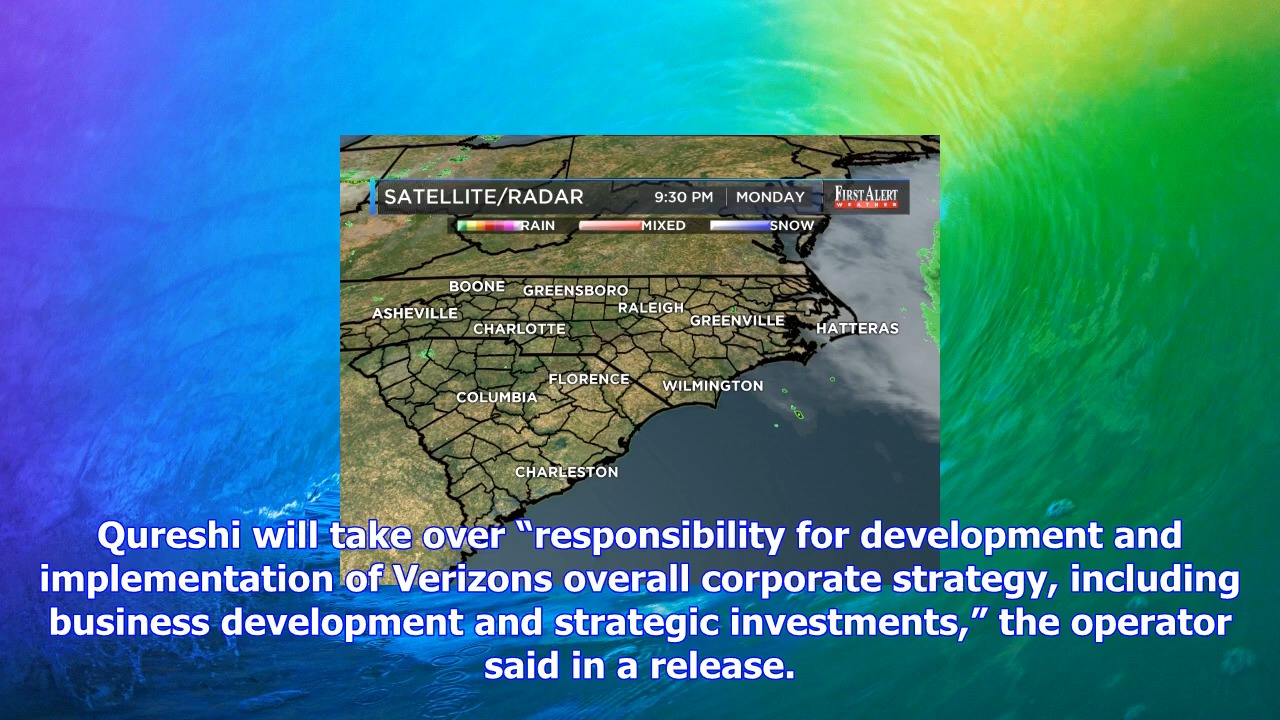 SATELLITE/RADAR 9:30 PM MONDAY FIRST ALERT
WEATHER
RAIN MIXED SNOW
BOONE GREENSBORO
ASHEVILLE RALEIGH
CHARLOTTE GREENVILLE HATTERAS
FLORENCE WILMINGTON
COLUMBIA
CHARLESTON
Qureshi will take over “responsibility for development and
implementation of Verizons overall corporate strategy, including
business development and strategic investments,” the operator
said in a release.